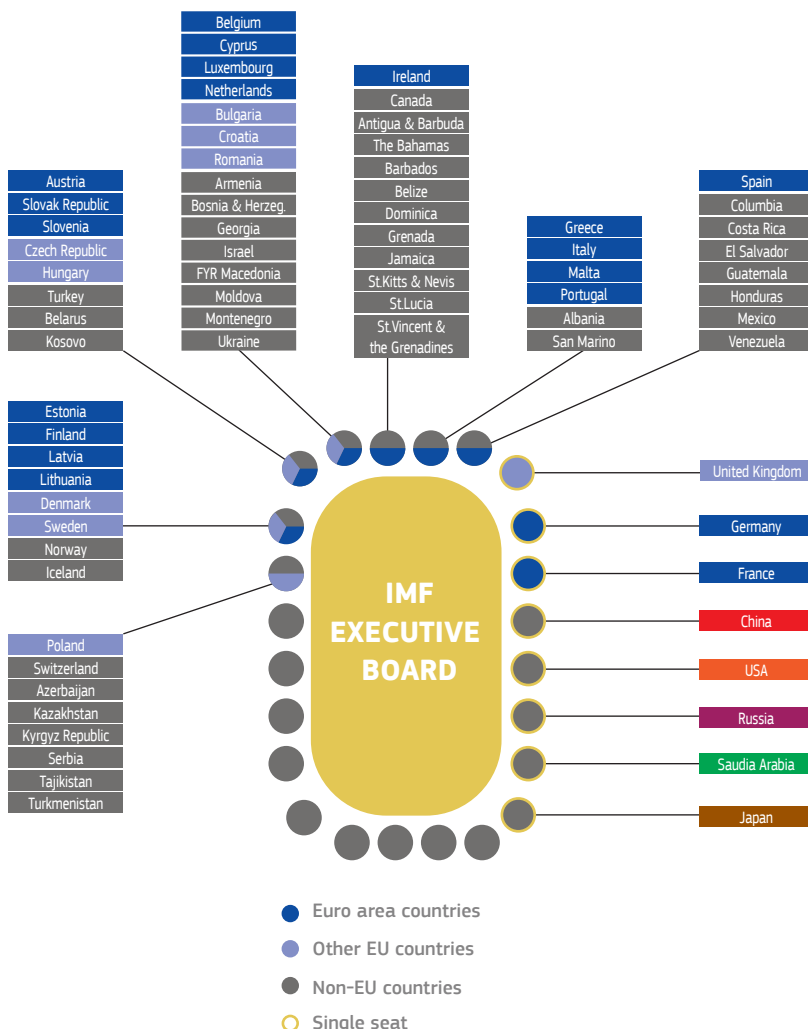 Belgium
Cyprus
Luxembourg
Netherlands
Bulgaria
Croatia
Romania
Armenia
Bosnia & Herzeg.
Georgia
Israel
FYR Macedonia
Moldova
Montenegro
Ukraine
Ireland
Canada
Antigua & Barbuda
The Bahamas
Barbados
Belize
Dominica
Grenada
Jamaica
St.Kitts & Nevis
St.Lucia
St.Vincent &
the Grenadines
Austria
Slovak Republic
Slovenia
Czech Republic
Hungary
Turkey
Belarus
Kosovo
Greece
Italy
Malta
Portugal
Albania
San Marino
Spain
Columbia
Costa Rica
El Salvador
Guatemala
Honduras
Mexico
Venezuela
Estonia
Finland
Latvia
Lithuania
Denmark
Sweden
Norway
Iceland
Poland
Switzerland
Azerbaijan
Kazakhstan
Kyrgyz Republic
Serbia
Tajikistan
Turkmenistan
IMF
EXECUTIVE
BOARD
United Kingdom
Germany
France
China
USA
Russia
Saudia Arabia
Japan
Euro area countries
Other EU countries
Non-EU countries
Single seat